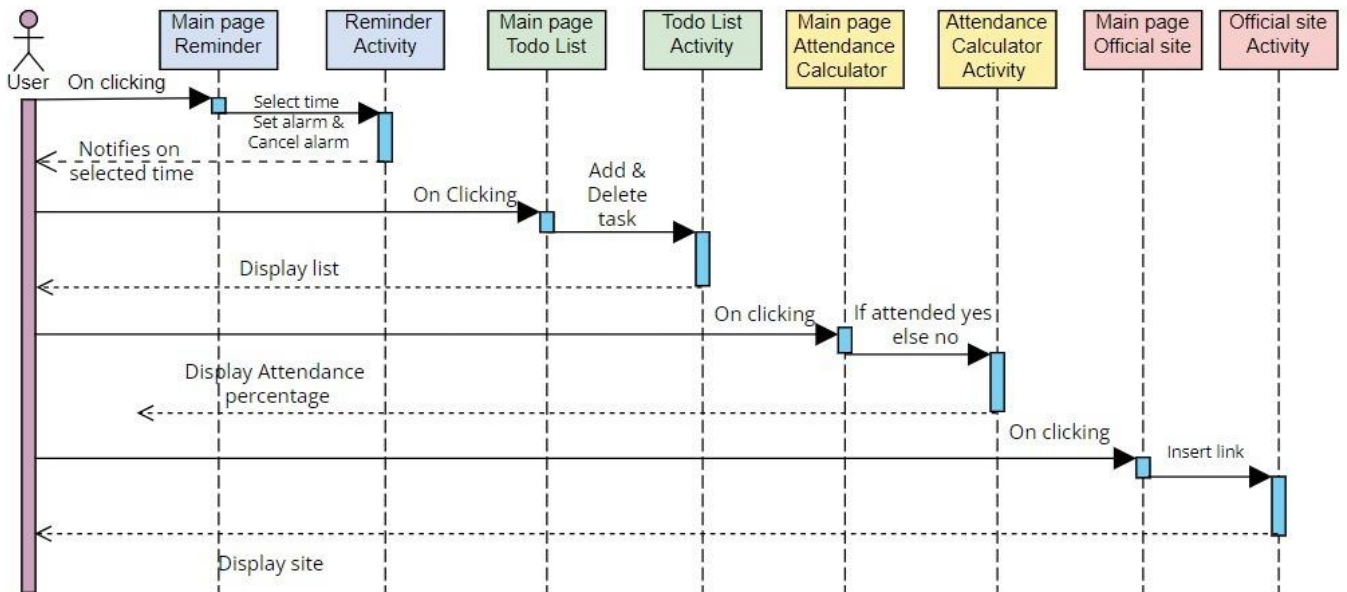 Main page
Reminder
Reminder
Activity
Main page
Todo List
Todo List
Activity
Main page
Attendance
Calculator
Attendance
Calculator
Activity
Main page
Official site
Official site
Activity
User
On clicking
Select time
Set alarm &
Cancel alarm
Notifies on
selected time
On Clicking
Add &
Delete
task
Display list
On clicking
If attended yes
else no
Display Attendance
percentage
On clicking
Insert link
Display site